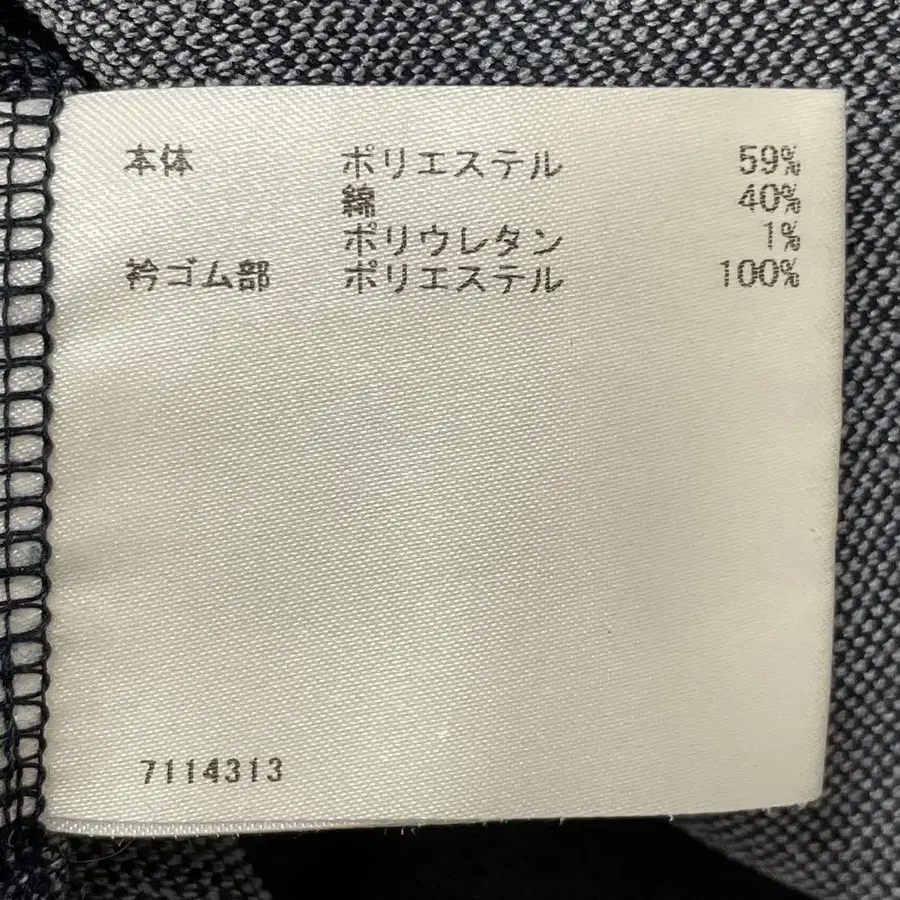 本体 ポリエステル 59%
綿 40%
ポリウレタン 1%
衿ゴム部 ポリエステル 100%
7114313